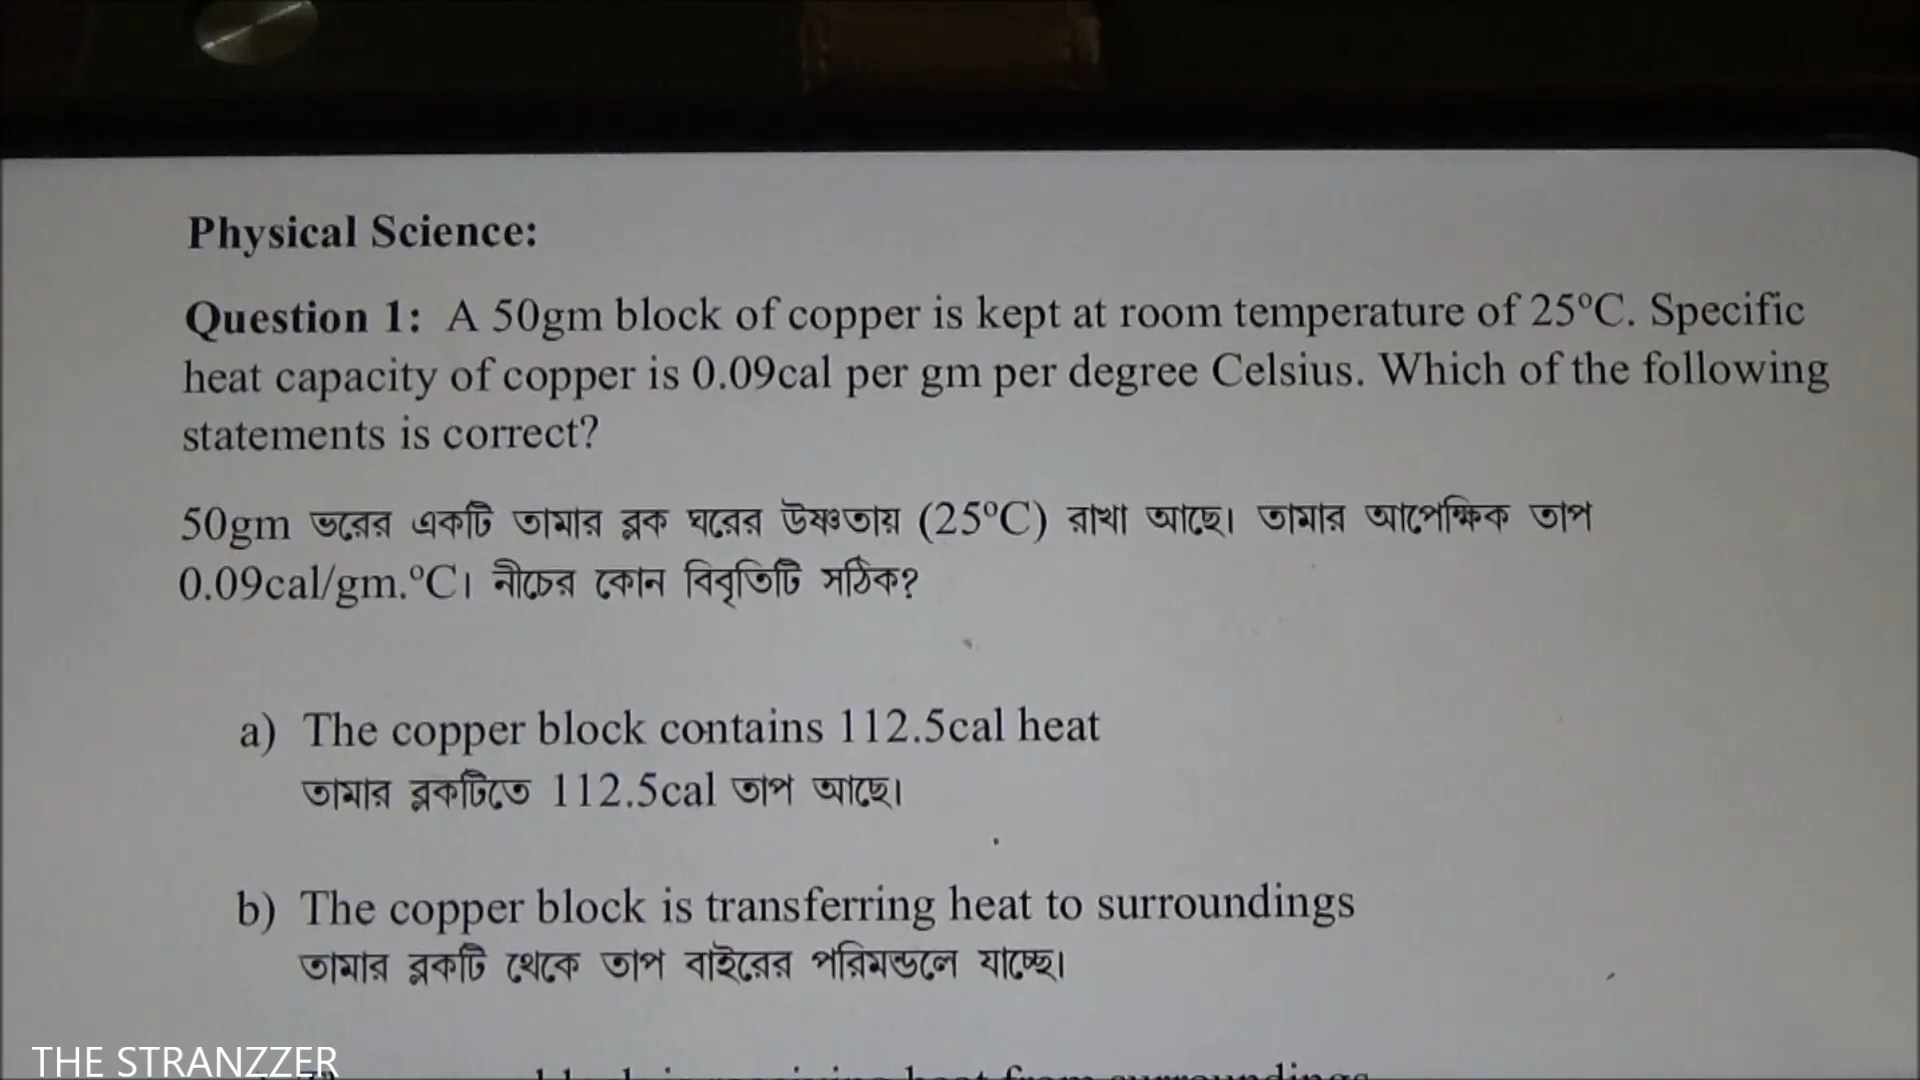 Physical Science:
Question 1: A 50gm block of copper is kept at room temperature of 25°C. Specific
heat capacity of copper is 0.09cal per gm per degree Celsius. Which of the following
statements is correct?
50gm ভরের একটি তামার ব্লক ঘরের উষ্ণতায় (25°C) রাখা আছে। তামার আপেক্ষিক তাপ
0.09cal/gm.°C। নীচের কোন বিবৃতিটি সঠিক?
a) The copper block contains 112.5cal heat
তামার ব্লকটিতে 112.5cal তাপ আছে।
b) The copper block is transferring heat to surroundings
তামার ব্লকটি থেকে তাপ বাইরের পরিমন্ডলে যাচ্ছে।
heat from surroundings
THE STRANZZER